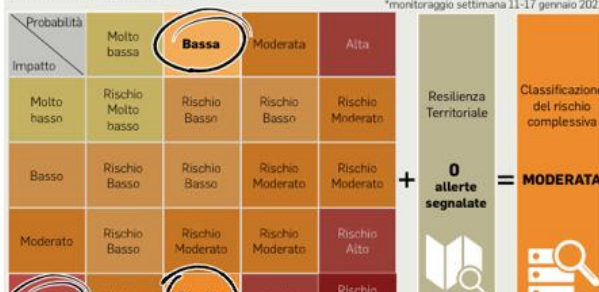 *monitoraggio settimana 11-17 gennaio 202
Probabilità
Impatto
Molto
bassa
Bassa
Moderata
Alta
Molto
basso
Rischio
Molto
basso
Rischio
Basso
Rischio
Basso
Rischio
Moderato
Basso
Rischio
Basso
Rischio
Basso
Rischio
Moderato
Rischio
Moderato
Moderato
Rischio
Basso
Rischio
Moderato
Rischio
Moderato
Rischio
Alto
Rischio
+
Resilienza
Territoriale
0
allerte
segnalate
=
Classificazione
del rischio
complessiva
MODERATA